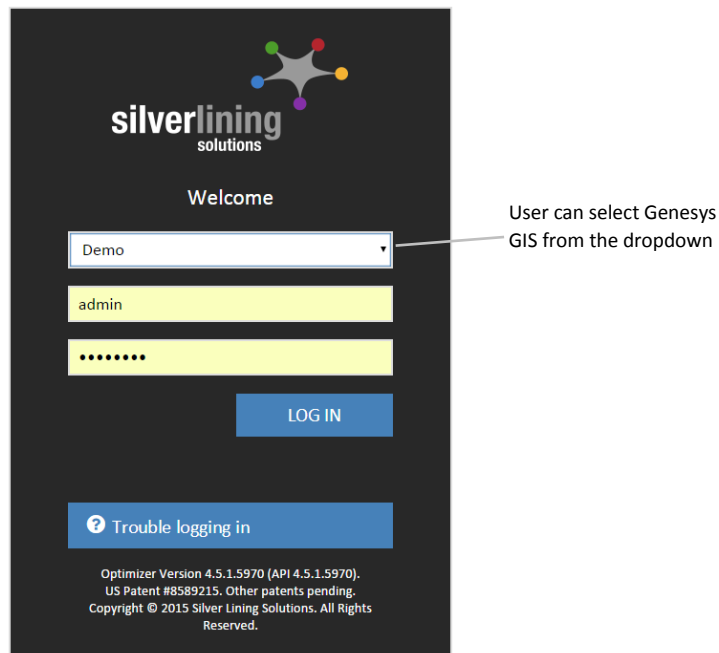 silverlining
solutions
Welcome
User can select Genesys
GIS from the dropdown
Demo
admin
••••••••
LOG IN
? Trouble logging in
Optimizer Version 4.5.1.5970 (API 4.5.1.5970).
US Patent #8589215. Other patents pending.
Copyright © 2015 Silver Lining Solutions. All Rights
Reserved.